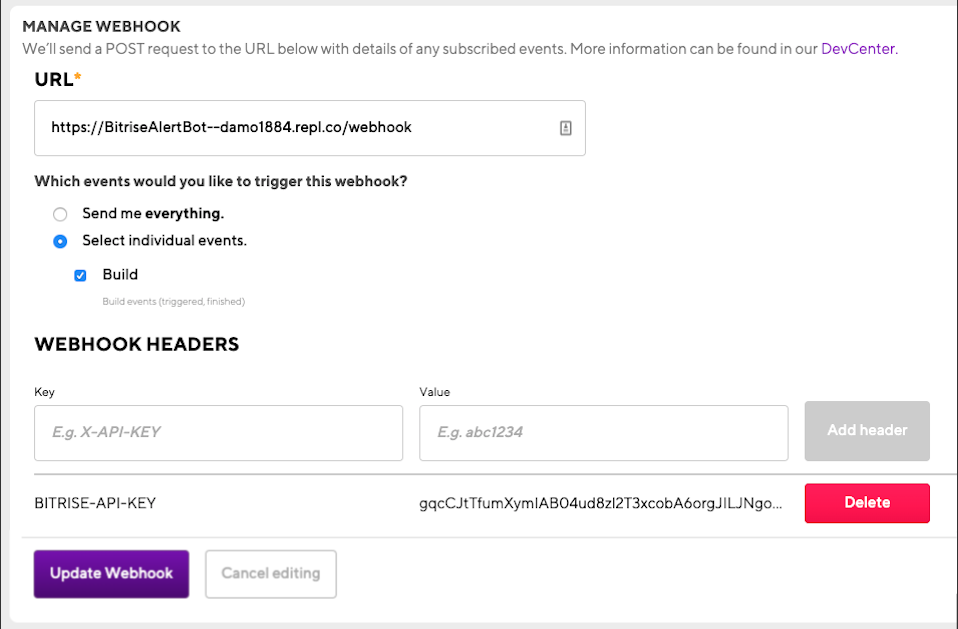 MANAGE WEBHOOK
We'll send a POST request to the URL below with details of any subscribed events. More information can be found in our DevCenter.
URL*
https://BitriseAlertBot--damo1884.repl.co/webhook
Which events would you like to trigger this webhook?
Send me everything.
Select individual events.
Build
Build events (triggered, finished)
WEBHOOK HEADERS
Key Value
E.g. X-API-KEY E.g. abc1234 Add header
BITRISE-API-KEY gqcCJtTfumXymIAB04ud8zI2T3xcobA6orgJILJNgo... Delete
Update Webhook Cancel editing